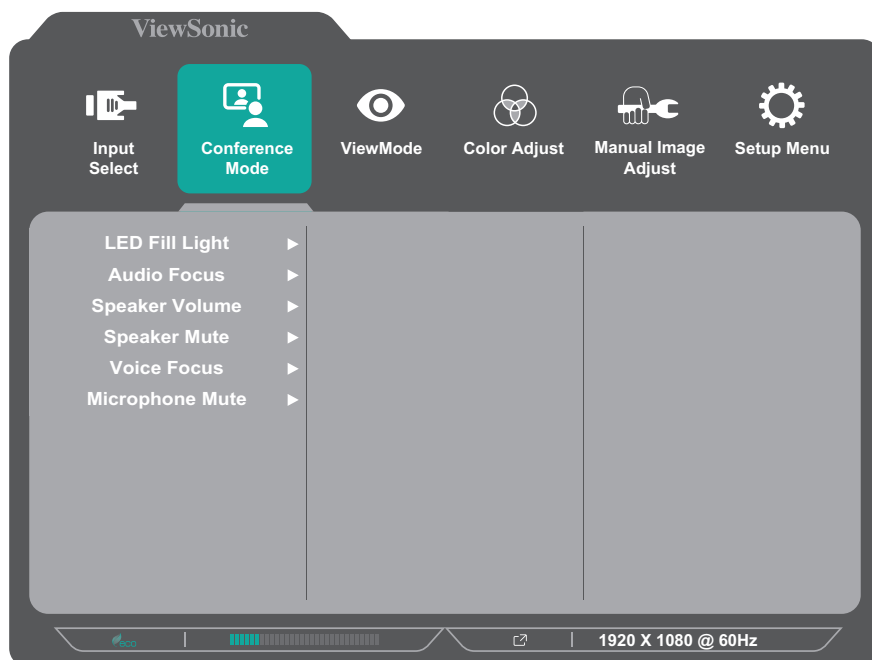 ViewSonic
Input
Select
Conference
Mode
ViewMode
Color Adjust
Manual Image
Adjust
Setup Menu
LED Fill Light
Audio Focus
Speaker Volume
Speaker Mute
Voice Focus
Microphone Mute
eco
1920 X 1080 @ 60Hz